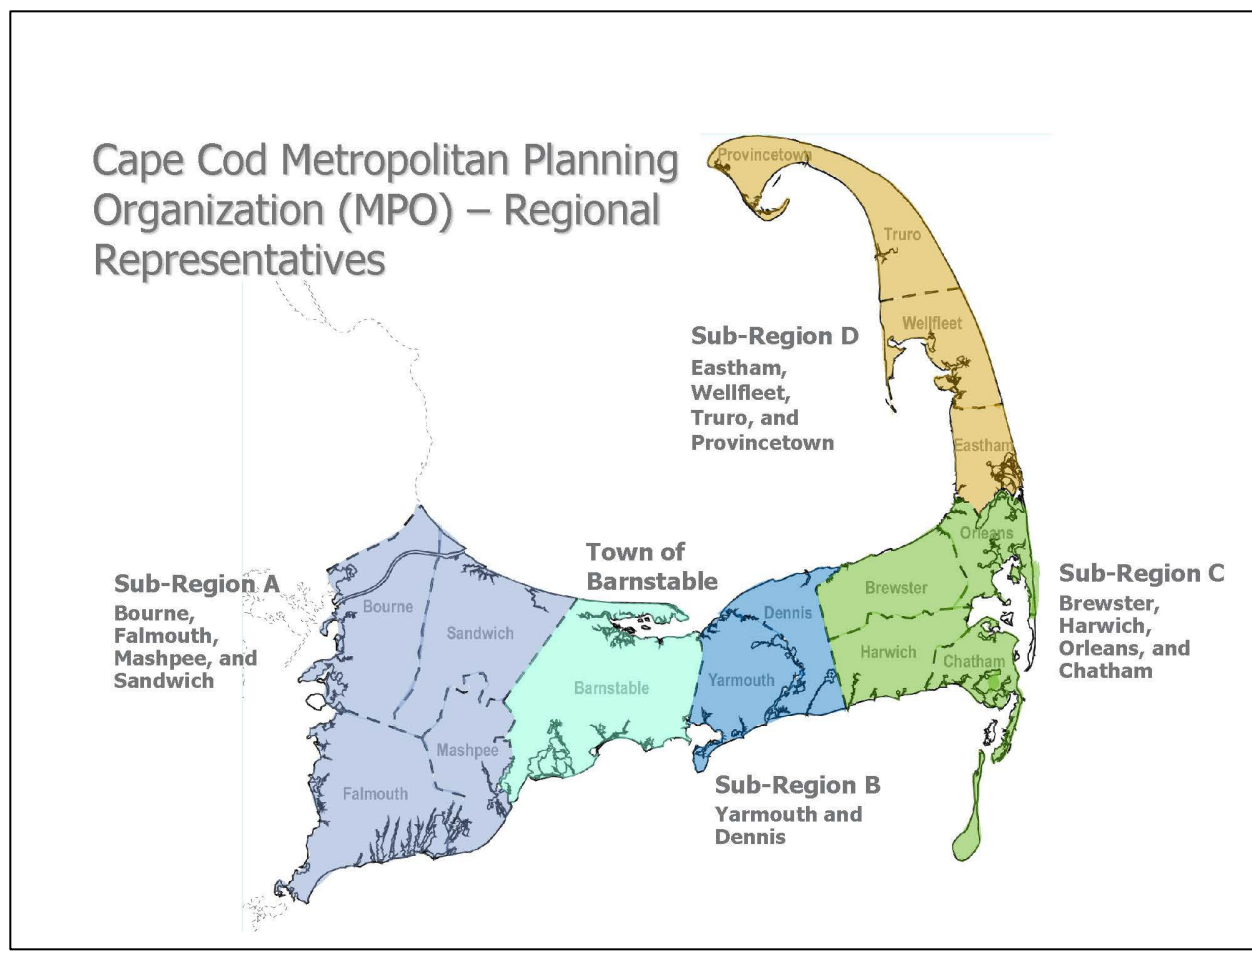 Cape Cod Metropolitan Planning
Organization (MPO) – Regional
Representatives
Provincetown
Truro
Wellfleet
Eastham
Sub-Region D
Eastham,
Wellfleet,
Truro, and
Provincetown
Orleans
Town of
Barnstable
Sub-Region A
Bourne,
Falmouth,
Mashpee, and
Sandwich
Bourne
Sandwich
Barnstable
Mashpee
Falmouth
Dennis
Yarmouth
Brewster
Harwich
Chatham
Sub-Region C
Brewster,
Harwich,
Orleans, and
Chatham
Sub-Region B
Yarmouth and
Dennis